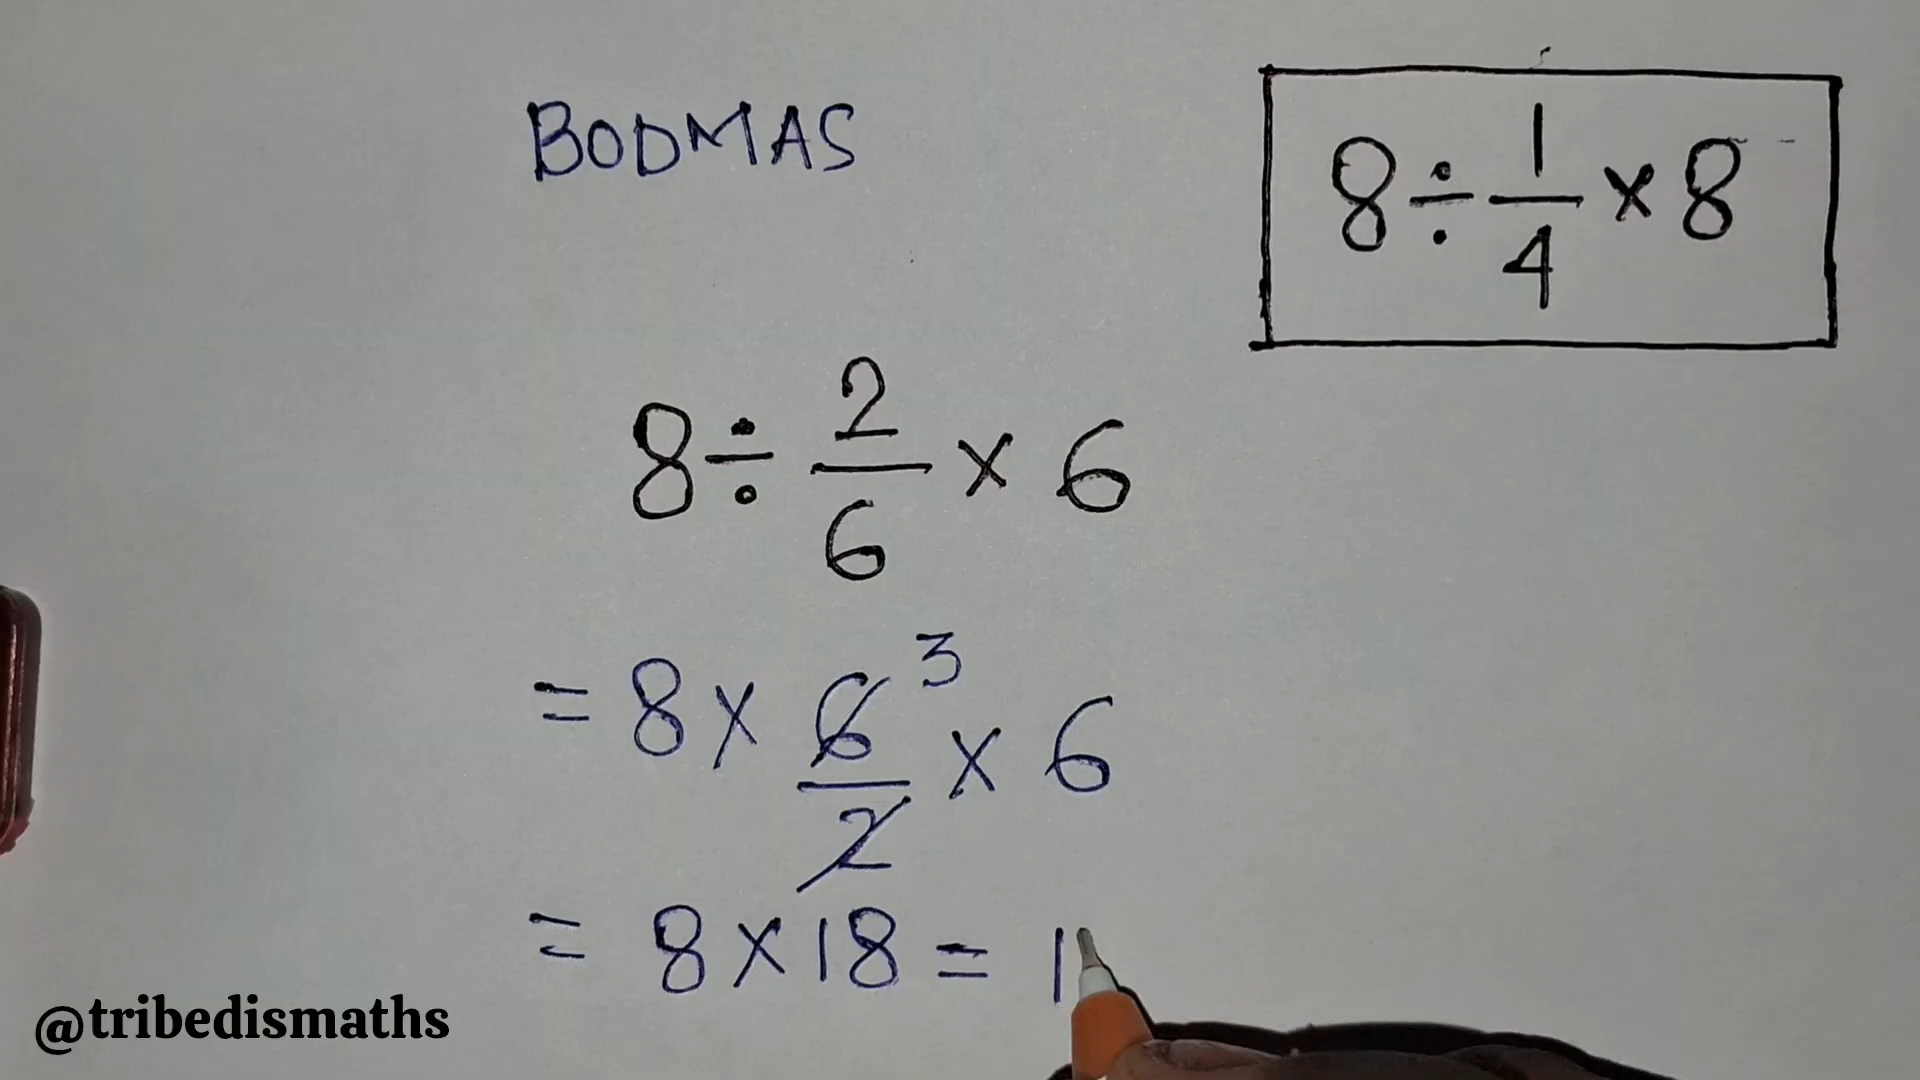 BODMAS
8 ÷ 1/4 × 8
8 ÷ 2/6 × 6
= 8 × 6/2 3 × 6
= 8 × 18 = 1
@tribedismaths